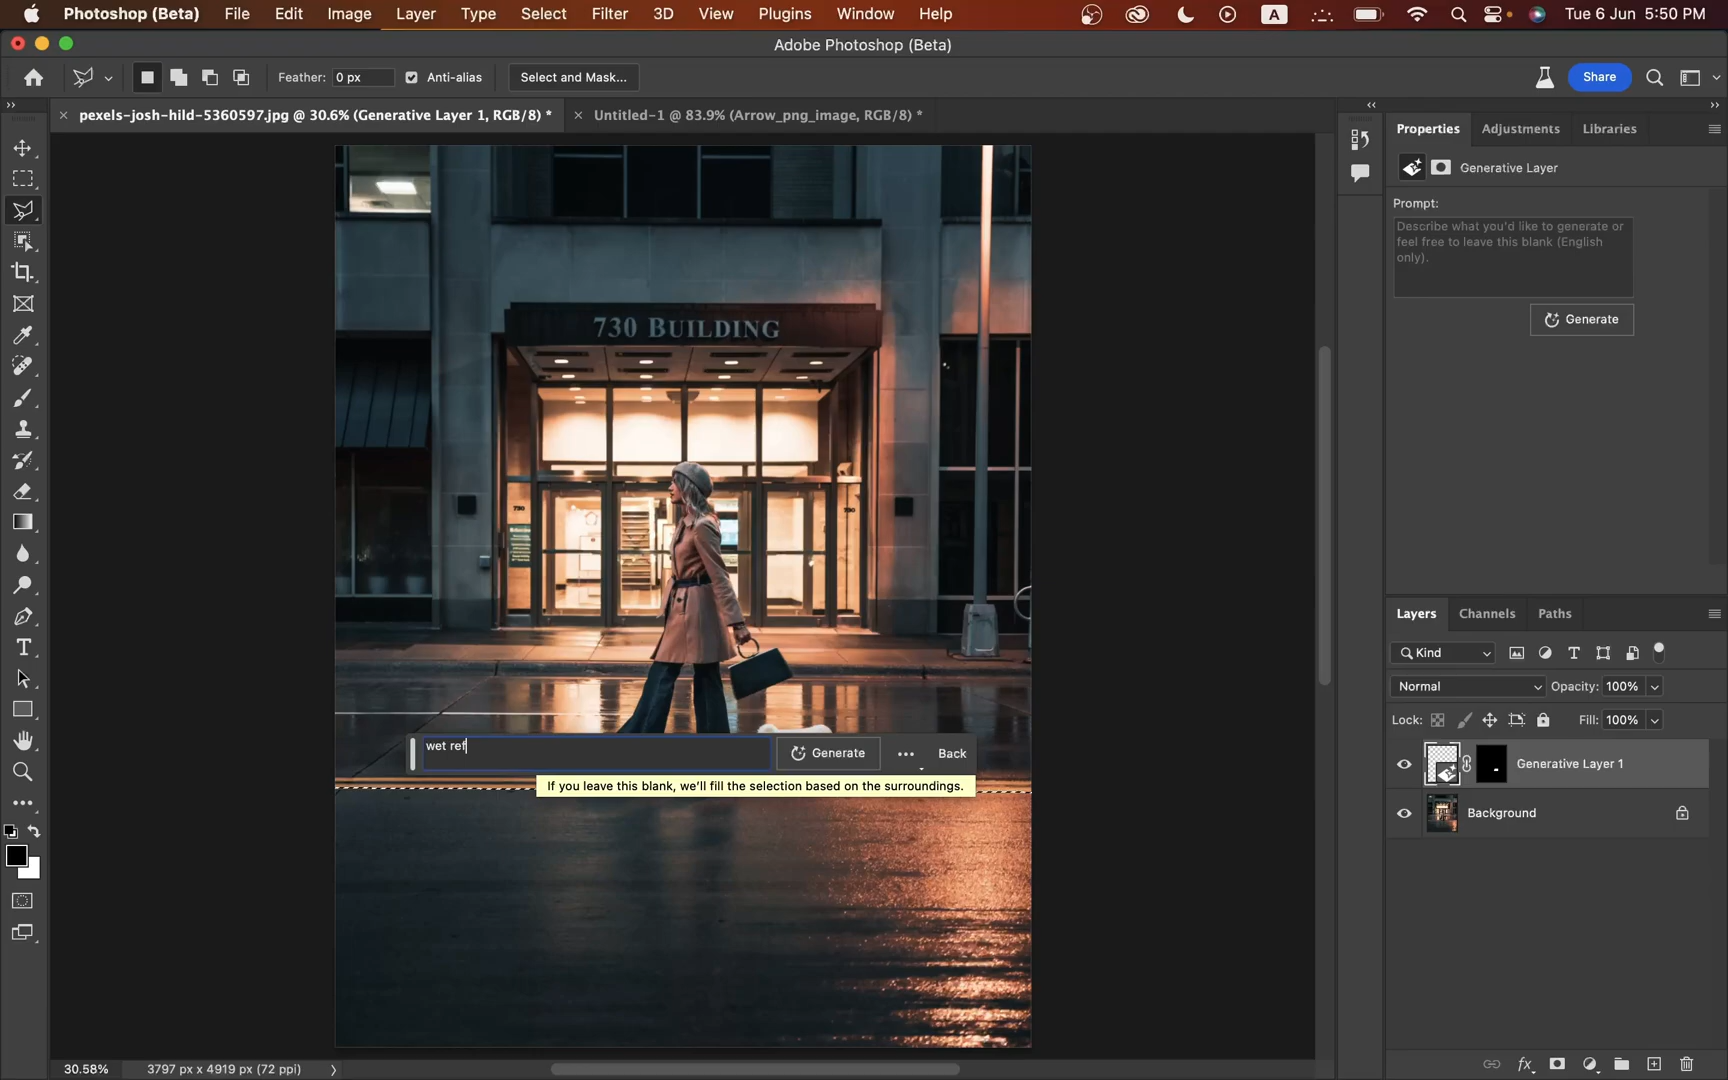 Photoshop (Beta) File Edit Image Layer Type Select Filter 3D View Plugins Window Help A Tue 6 Jun 5:50 PM
Adobe Photoshop (Beta)
Feather: 0 px Anti-alias Select and Mask... Share
pexels-josh-hild-5360597.jpg @ 30.6% (Generative Layer 1, RGB/8) * Untitled-1 @ 83.9% (Arrow_png_image, RGB/8) *
Properties Adjustments Libraries
Generative Layer
Prompt:
Describe what you'd like to generate or
feel free to leave this blank (English
only).
Generate
730 BUILDING
730
730
wet ref
Generate ... Back
If you leave this blank, we'll fill the selection based on the surroundings.
Layers Channels Paths
Kind
Normal Opacity: 100%
Lock: Fill: 100%
Generative Layer 1
Background
30.58% 3797 px x 4919 px (72 ppi)